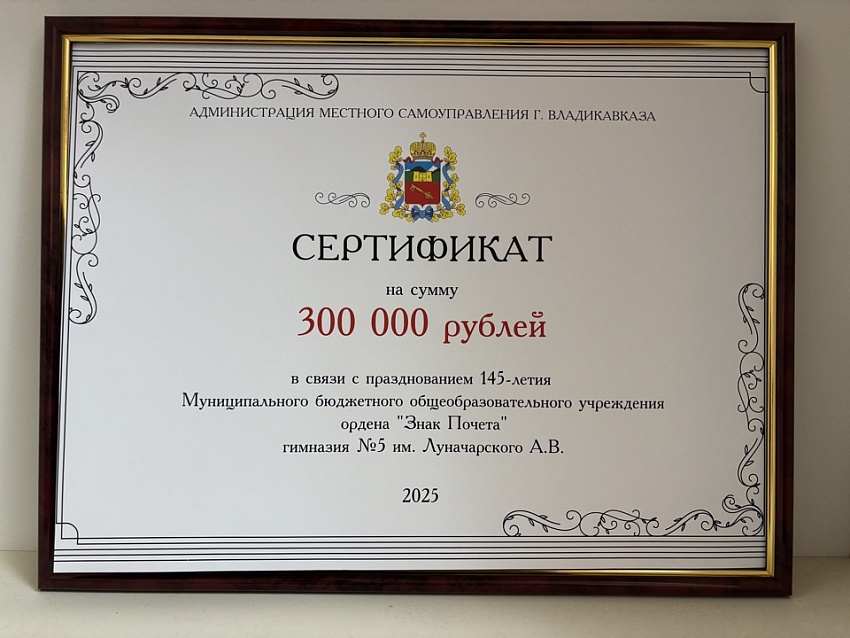 АДМИНИСТРАЦИЯ МЕСТНОГО САМОУПРАВЛЕНИЯ Г. ВЛАДИКАВКАЗА
СЕРТИФИКАТ
на сумму
300 000 рублей
в связи с празднованием 145-летия
Муниципального бюджетного общеобразовательного учреждения
ордена "Знак Почета"
гимназия №5 им. Луначарского А.В.
2025